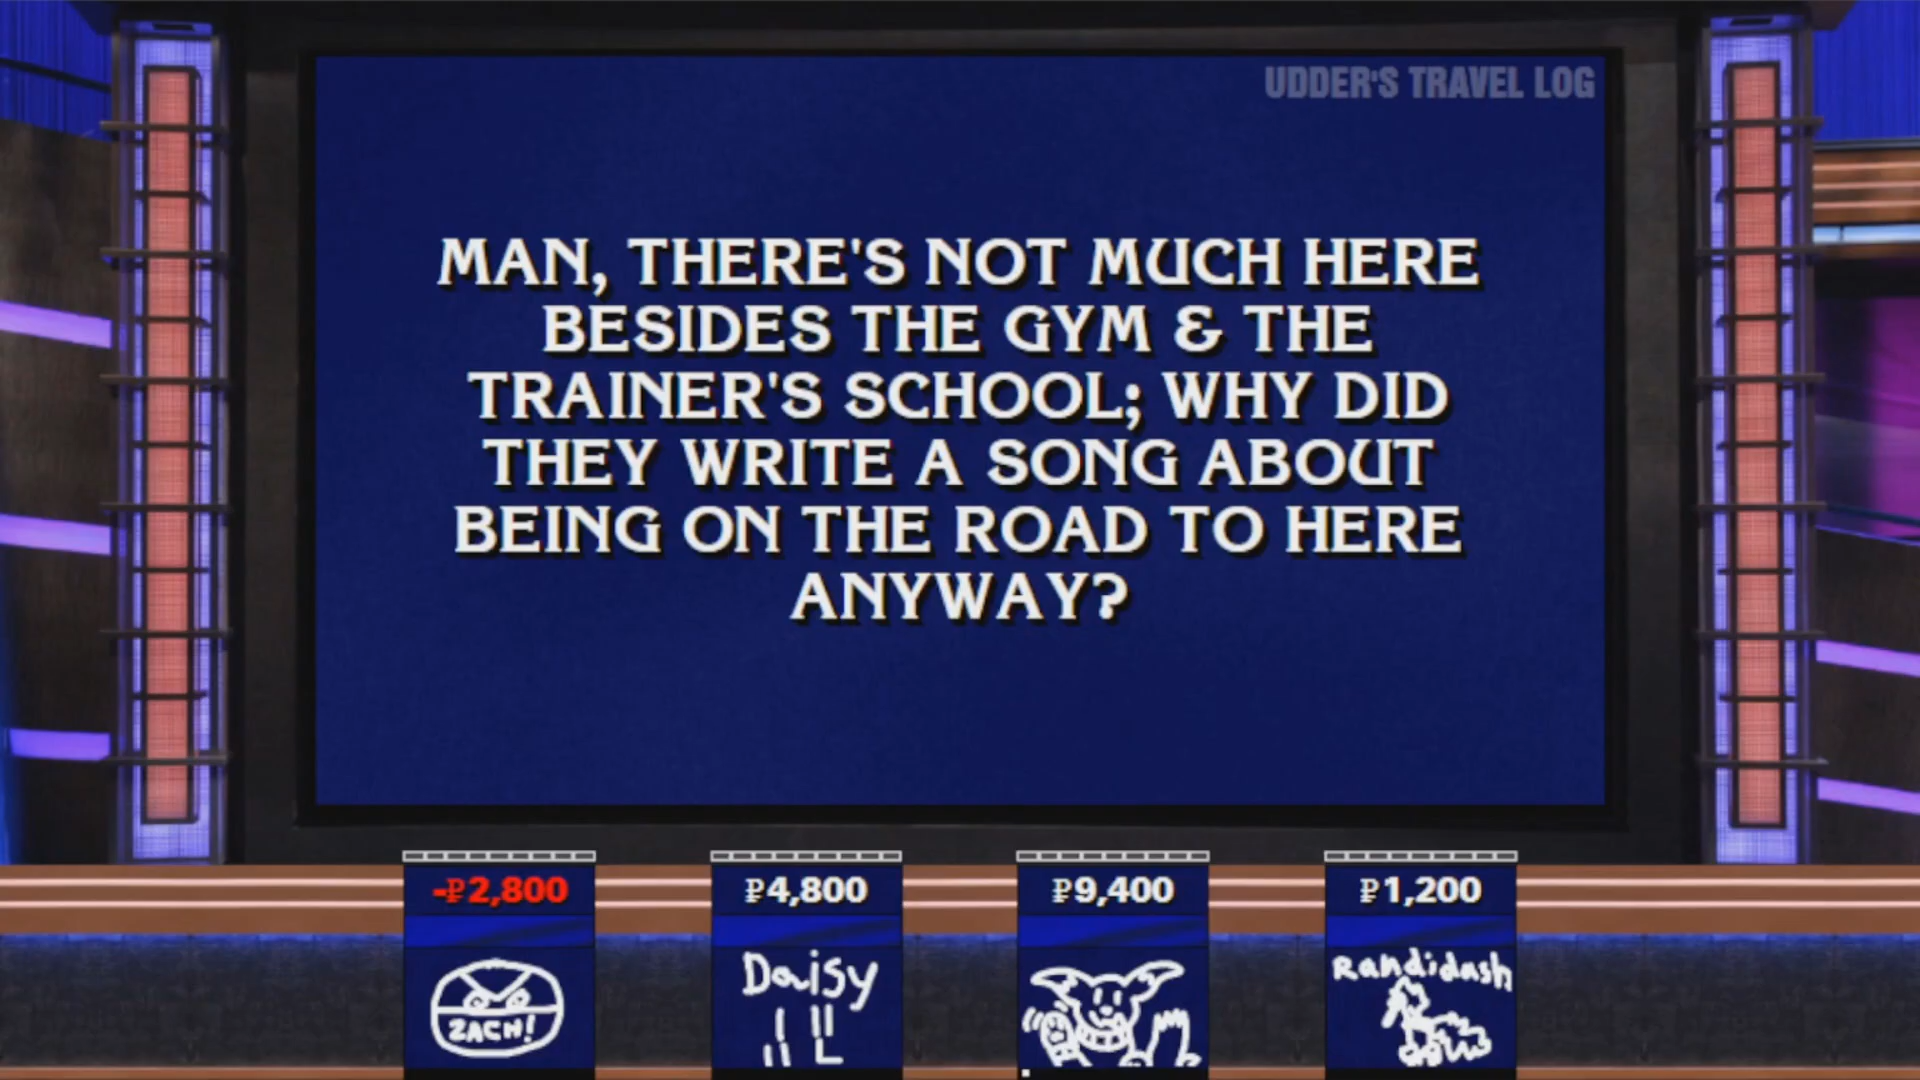 UDDER'S TRAVEL LOG
MAN, THERE'S NOT MUCH HERE
BESIDES THE GYM & THE
TRAINER'S SCHOOL; WHY DID
THEY WRITE A SONG ABOUT
BEING ON THE ROAD TO HERE
ANYWAY?
-₽2,800
₽4,800
₽9,400
₽1,200
ZACH!
Daisy
Randidash